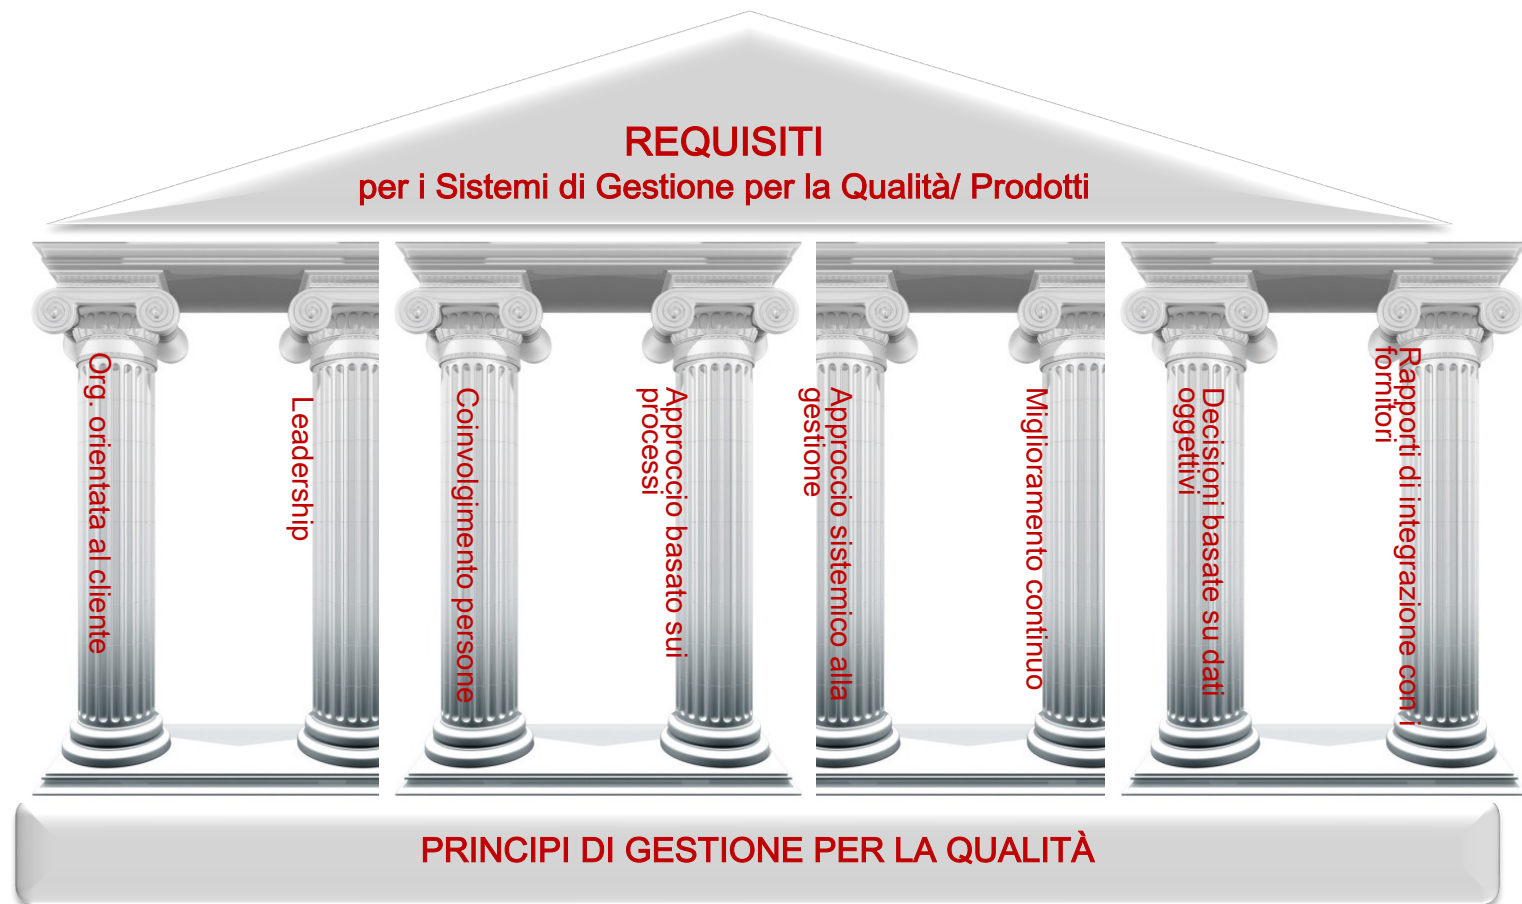 REQUISITI
per i Sistemi di Gestione per la Qualità/ Prodotti
Org. orientata al cliente
Leadership
Coinvolgimento persone
Approccio basato sui
processi
Approccio sistemico alla
gestione
Miglioramento continuo
Decisioni basate su dati
oggettivi
Rapporti di integrazione con i
fornitori
PRINCIPI DI GESTIONE PER LA QUALITÀ